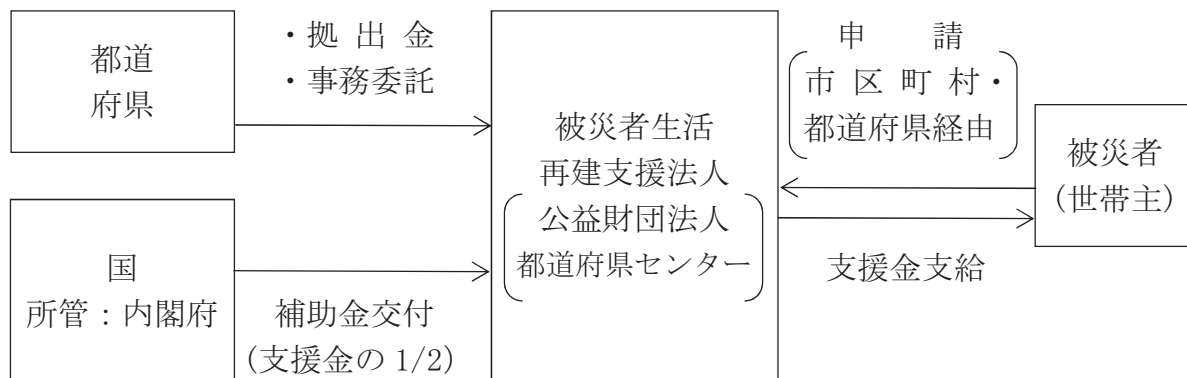 都道
府県
・拠 出 金
・事務委託
国
所管：内閣府
補助金交付
(支援金の 1/2)
被災者生活
再建支援法人
公益財団法人
都道府県センター
申　　請
市 区 町 村・
都道府県経由
支援金支給
被災者
(世帯主)